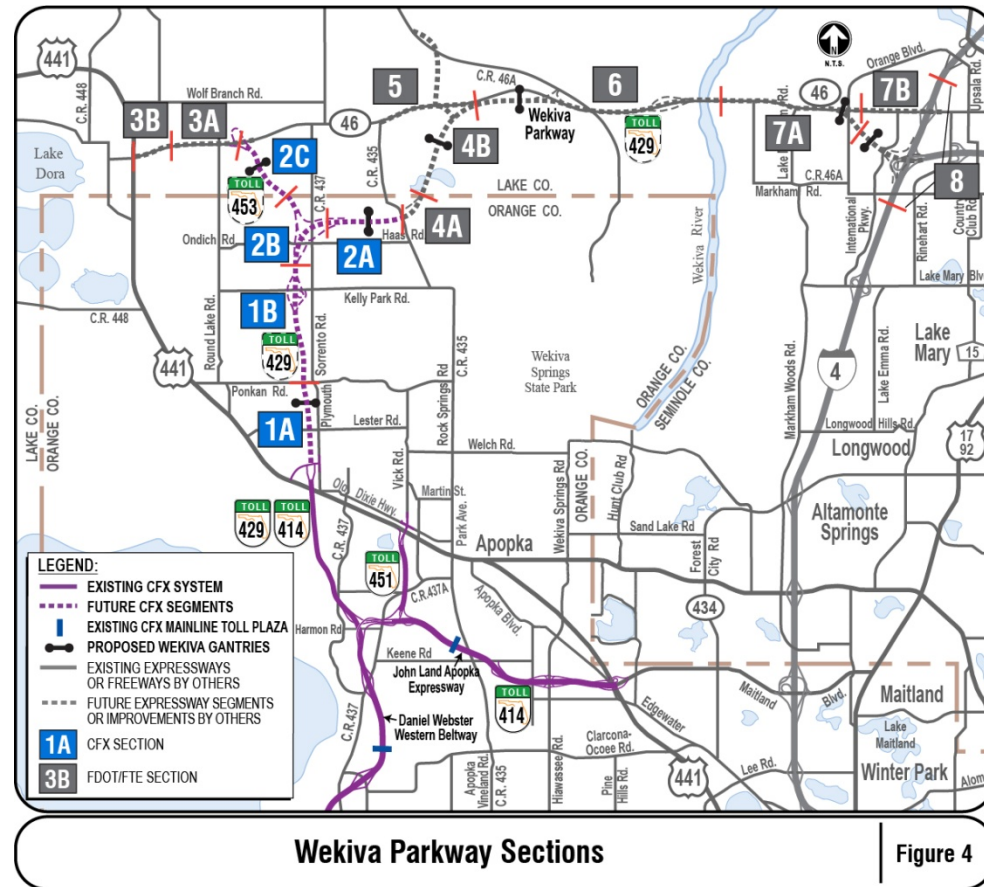 441
C.R. 448
Wolf Branch Rd.
3B
3A
46
5
C.R. 46A
Wekiva
Parkway
6
TOLL
429
N.T.S.
Orange Blvd.
46
7B
7A
Upsala Rd.
Markham Rd.
C.R.46A
8
International
Pkwy.
Rinehart Rd.
Country
Club Rd.
Lake Mary Blvd
Lake
Dora
2C
TOLL
453
C.R. 437
C.R. 435
4B
LAKE CO.
ORANGE CO.
4A
Ondich Rd.
Haas Rd.
2B
2A
1B
Kelly Park Rd.
C.R. 448
Round Lake Rd.
TOLL
429
Sorrento Rd.
Plymouth
441
Ponkan Rd.
Lester Rd.
1A
Rock Springs Rd
C.R. 435
Wekiva
Springs
State Park
Wekiva River
ORANGE CO.
SEMINOLE CO.
Markham Woods Rd.
4
Lake Emma Rd.
Lake
Mary
15
Longwood Hills Rd.
Longwood
17
92
LAKE CO.
ORANGE CO.
Welch Rd.
Vick Rd.
Old Dixie Hwy.
Martin St.
Park Ave.
Apopka
Wekiva Springs Rd
ORANGE CO.
Hunt Club Rd
Sand Lake Rd
Forest
City Rd
434
Altamonte
Springs
TOLL
429
TOLL
414
C.R. 437
TOLL
451
C.R.437A
Apopka Blvd.
Harmon Rd.
Keene Rd
John Land Apopka
Expressway
TOLL
414
C.R.437
Daniel Webster
Western Beltway
Apopka
Vineland Rd.
C.R. 435
Hiawassee Rd.
Clarcona-
Ocoee Rd.
Pine
Hills Rd.
Edgewater
441
Maitland
Blvd.
Lee Rd.
Maitland
Lake
Maitland
Winter Park
LEGEND:
EXISTING CFX SYSTEM
FUTURE CFX SEGMENTS
EXISTING CFX MAINLINE TOLL PLAZA
PROPOSED WEKIVA GANTRIES
EXISTING EXPRESSWAYS
OR FREEWAYS BY OTHERS
FUTURE EXPRESSWAY SEGMENTS
OR IMPROVEMENTS BY OTHERS
1A CFX SECTION
3B FDOT/FTE SECTION
Wekiva Parkway Sections
Figure 4